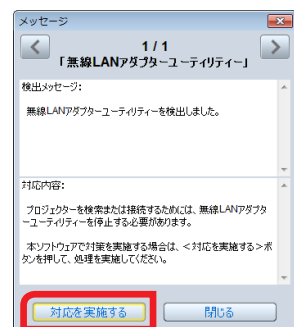 メッセージ
1 / 1
「無線LANアダプターユーティリティー」
検出メッセージ:
無線LANアダプターユーティリティーを検出しました。
対応内容:
プロジェクターを検索または接続するためには、無線LANアダプタ
ーユーティリティーを停止する必要があります。
本ソフトウェアで対策を実施する場合は、<対応を実施する>ボ
タンを押して、処理を実施してください。
対応を実施する
閉じる